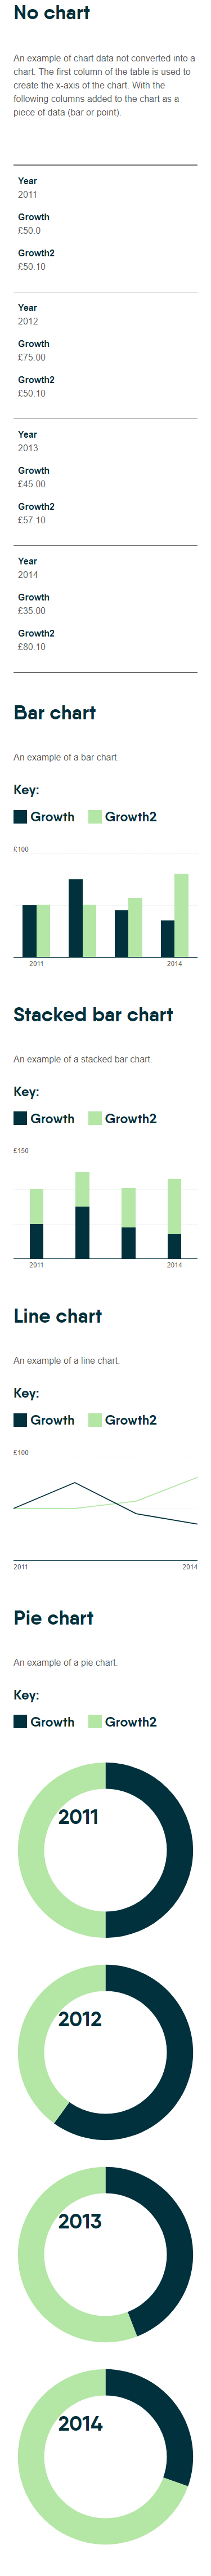 No chart
An example of chart data not converted into a
chart. The first column of the table is used to
create the x-axis of the chart. With the
following columns added to the chart as a
piece of data (bar or point).
Year
2011
Growth
£50.0
Growth2
£50.10
Year
2012
Growth
£75.00
Growth2
£50.10
Year
2013
Growth
£45.00
Growth2
£57.10
Year
2014
Growth
£35.00
Growth2
£80.10
Bar chart
An example of a bar chart.
Key:
Growth Growth2
£100
2011 2014
Stacked bar chart
An example of a stacked bar chart.
Key:
Growth Growth2
£150
2011 2014
Line chart
An example of a line chart.
Key:
Growth Growth2
£100
2011 2014
Pie chart
An example of a pie chart.
Key:
Growth Growth2
2011
2012
2013
2014